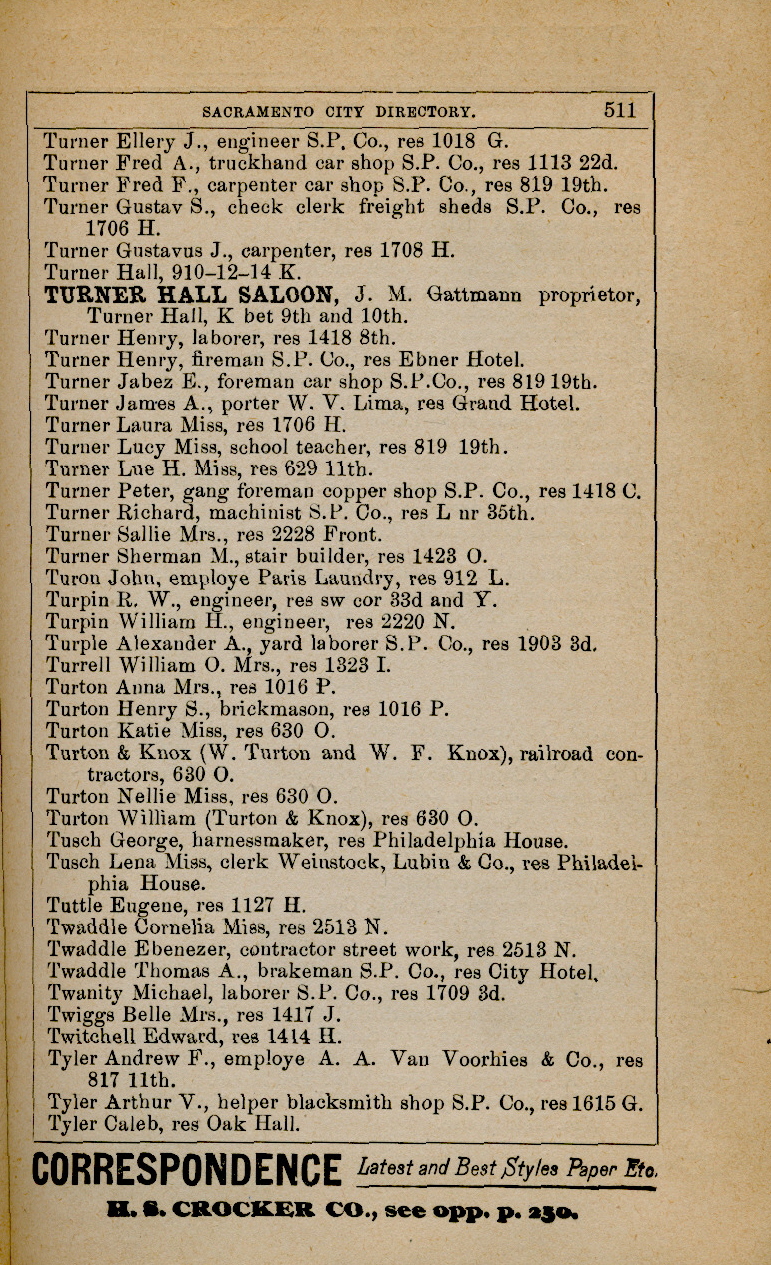 SACRAMENTO CITY DIRECTORY. 511
Turner Ellery J., engineer S.P. Co., res 1018 G.
Turner Fred A., truckhand car shop S.P. Co., res 1113 22d.
Turner Fred F., carpenter car shop S.P. Co., res 819 19th.
Turner Gustav S., check clerk freight sheds S.P. Co., res
1706 H.
Turner Gustavus J., carpenter, res 1708 H.
Turner Hall, 910–12–14 K.
TURNER HALL SALOON, J. M. Gattmann proprietor,
Turner Hall, K bet 9th and 10th.
Turner Henry, laborer, res 1418 8th.
Turner Henry, fireman S.P. Co., res Ebner Hotel.
Turner Jabez E., foreman car shop S.P.Co., res 819 19th.
Turner James A., porter W. V. Lima, res Grand Hotel.
Turner Laura Miss, res 1706 H.
Turner Lucy Miss, school teacher, res 819 19th.
Turner Lue H. Miss, res 629 11th.
Turner Peter, gang foreman copper shop S.P. Co., res 1418 C.
Turner Richard, machinist S.P. Co., res L nr 35th.
Turner Sallie Mrs., res 2228 Front.
Turner Sherman M., stair builder, res 1423 O.
Turon John, employe Paris Laundry, res 912 L.
Turpin R. W., engineer, res sw cor 33d and Y.
Turpin William H., engineer, res 2220 N.
Turple Alexander A., yard laborer S.P. Co., res 1903 3d.
Turrell William O. Mrs., res 1323 I.
Turton Anna Mrs., res 1016 P.
Turton Henry S., brickmason, res 1016 P.
Turton Katie Miss, res 630 O.
Turton & Knox (W. Turton and W. F. Knox), railroad con-
tractors, 630 O.
Turton Nellie Miss, res 630 O.
Turton William (Turton & Knox), res 630 O.
Tusch George, harnessmaker, res Philadelphia House.
Tusch Lena Miss, clerk Weinstock, Lubin & Co., res Philadel-
phia House.
Tuttle Eugene, res 1127 H.
Twaddle Cornelia Miss, res 2513 N.
Twaddle Ebenezer, contractor street work, res 2513 N.
Twaddle Thomas A., brakeman S.P. Co., res City Hotel.
Twanity Michael, laborer S.P. Co., res 1709 3d.
Twiggs Belle Mrs., res 1417 J.
Twitchell Edward, res 1414 H.
Tyler Andrew F., employe A. A. Van Voorhies & Co., res
817 11th.
Tyler Arthur V., helper blacksmith shop S.P. Co., res 1615 G.
Tyler Caleb, res Oak Hall.
CORRESPONDENCE Latest and Best Styles Paper Etc.
H. S. CROCKER CO., see opp. p. 230.